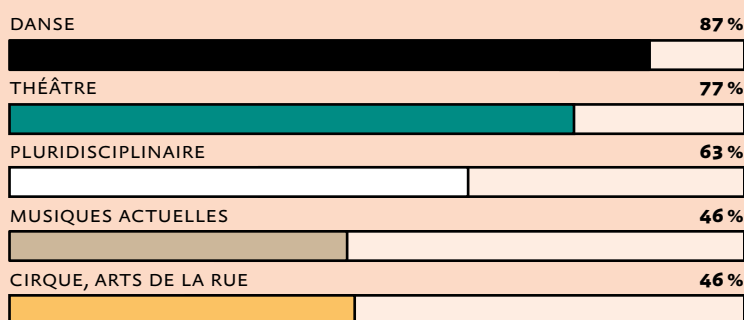 DANSE 87 %
THÉÂTRE 77 %
PLURIDISCIPLINAIRE 63 %
MUSIQUES ACTUELLES 46 %
CIRQUE, ARTS DE LA RUE 46 %